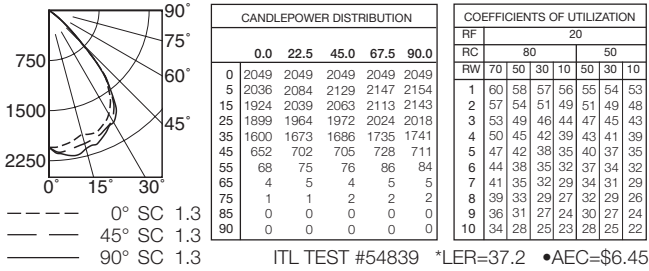 90°
75°
60°
45°
750
1500
2250
0° 15° 30°
0° SC 1.3
45° SC 1.3
90° SC 1.3
CANDLEPOWER DISTRIBUTION
0.0 22.5 45.0 67.5 90.0
0 2049 2049 2049 2049 2049
5 2036 2084 2129 2147 2154
15 1924 2039 2063 2113 2143
25 1899 1964 1972 2024 2018
35 1600 1673 1686 1735 1741
45 652 702 705 728 711
55 68 75 76 86 84
65 4 5 4 5 5
75 1 1 2 2 2
85 0 0 0 0 0
90 0 0 0 0 0
COEFFICIENTS OF UTILIZATION
RF 20
RC 80 50
RW 70 50 30 10 50 30 10
1 60 58 57 56 55 54 53
2 57 54 51 49 51 49 48
3 53 49 46 44 47 45 43
4 50 45 42 39 43 41 39
5 47 42 38 35 40 37 35
6 44 38 35 32 37 34 32
7 41 35 32 29 34 31 29
8 39 33 29 27 32 29 26
9 36 31 27 24 30 27 24
10 34 28 25 23 28 25 22
ITL TEST #54839 *LER=37.2 •AEC=$6.45